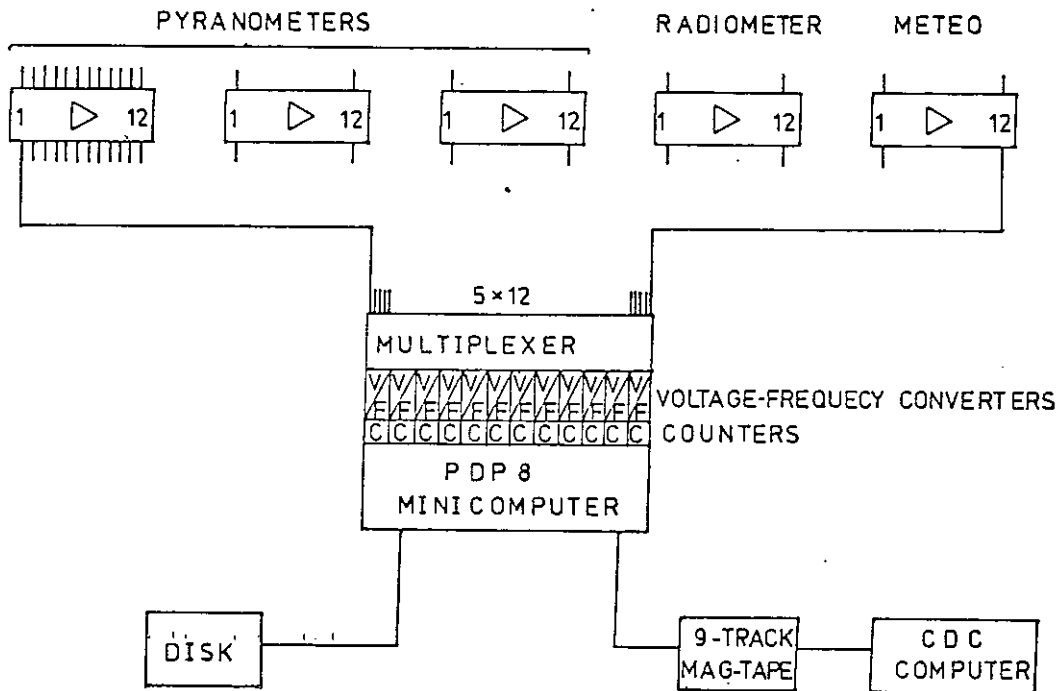 PYRANOMETERS RADIOMETER METEO
1 12 1 12 1 12 1 12 1 12
5×12
MULTIPLEXER
V V V V V V V V V V V V
F F F F F F F F F F F F VOLTAGE-FREQUECY CONVERTERS
C C C C C C C C C C C C COUNTERS
PDP 8
MINICOMPUTER
DISK
9-TRACK
MAG-TAPE
CDC
COMPUTER